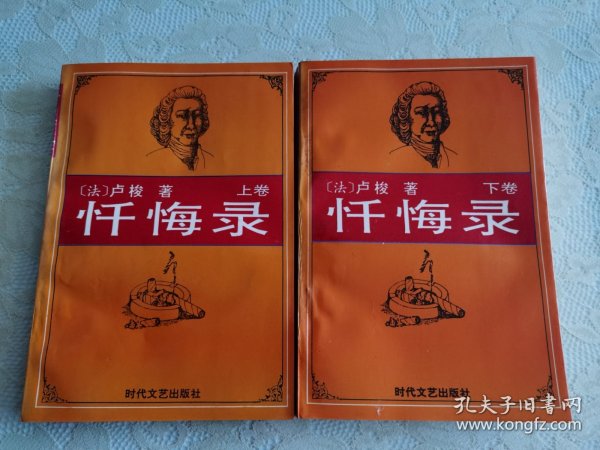 〔法〕卢梭 著 上卷
忏悔录
时代文艺出版社
〔法〕卢梭 著 下卷
忏悔录
时代文艺出版社
孔夫子旧书网
www.kongfz.com